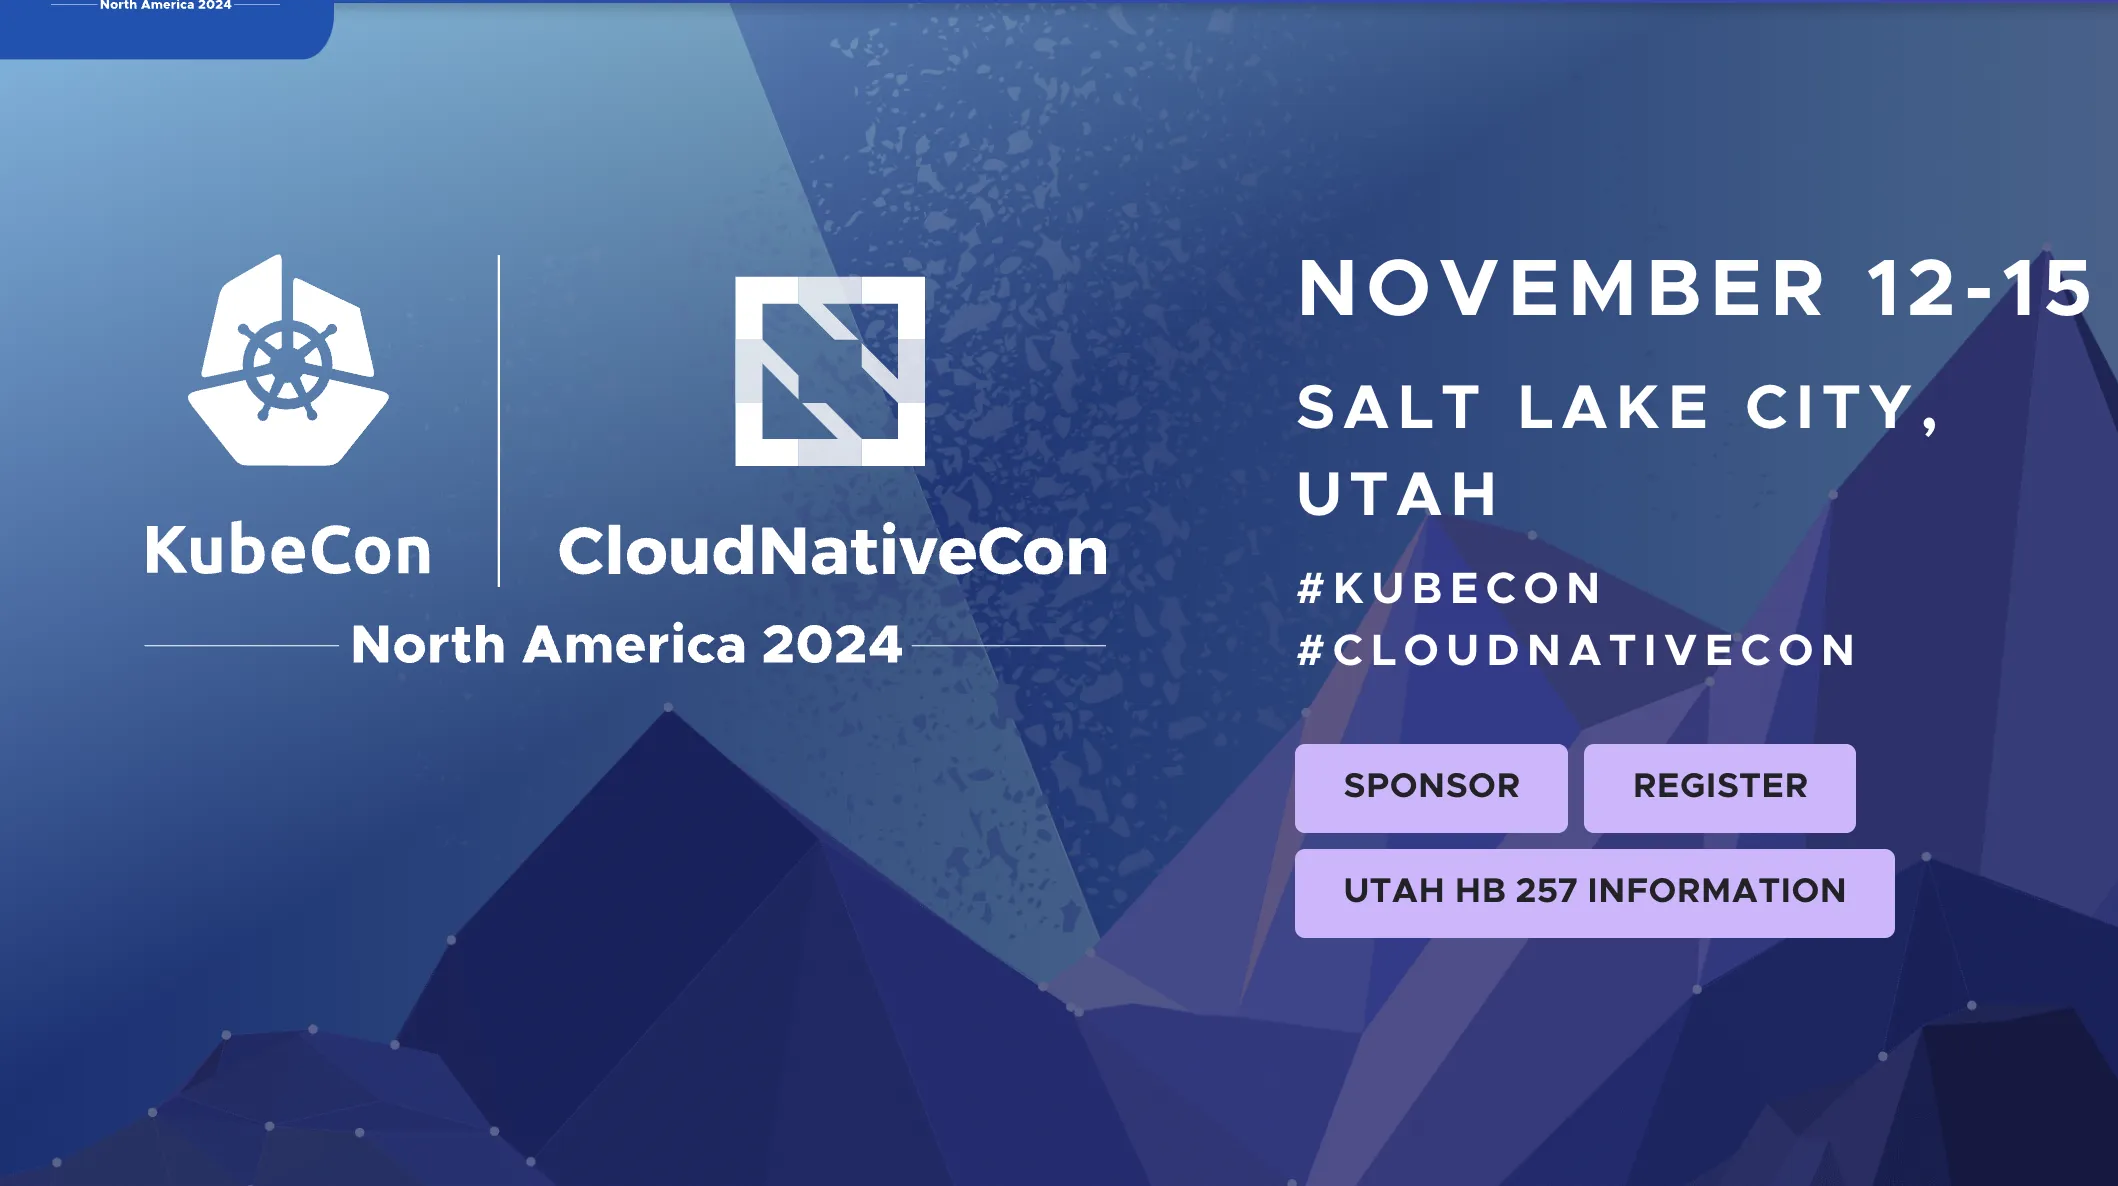 North America 2024
KubeCon
CloudNativeCon
North America 2024
NOVEMBER 12-15
SALT LAKE CITY,
UTAH
#KUBECON
#CLOUDNATIVECON
SPONSOR
REGISTER
UTAH HB 257 INFORMATION